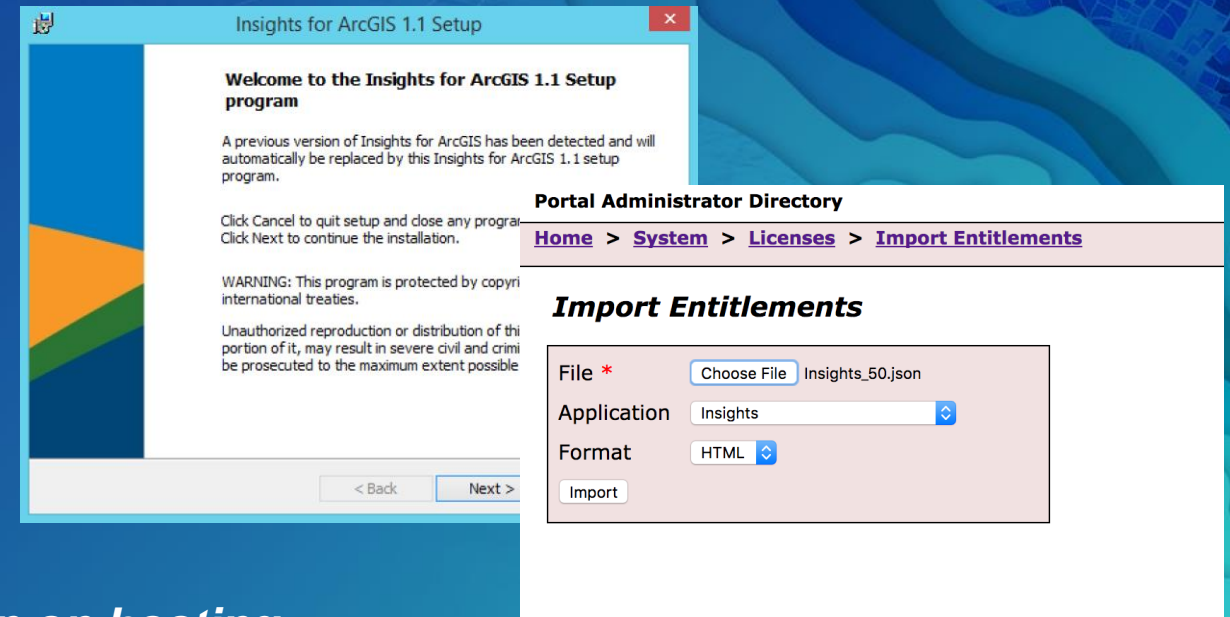 Insights for ArcGIS 1.1 Setup
Welcome to the Insights for ArcGIS 1.1 Setup
program
A previous version of Insights for ArcGIS has been detected and will
automatically be replaced by this Insights for ArcGIS 1.1 setup
program.
Click Cancel to quit setup and close any
Click Next to continue the installation.
WARNING: This program is protected by
international treaties.
Unauthorized reproduction or distribution of
portion of it, may result in severe civil and
be prosecuted to the maximum extent possible
< Back
Next >
Portal Administrator Directory
Home > System > Licenses > Import Entitlements
Import Entitlements
File *
Choose File
Insights_50.json
Application
Insights
Format
HTML
Import
on hosting